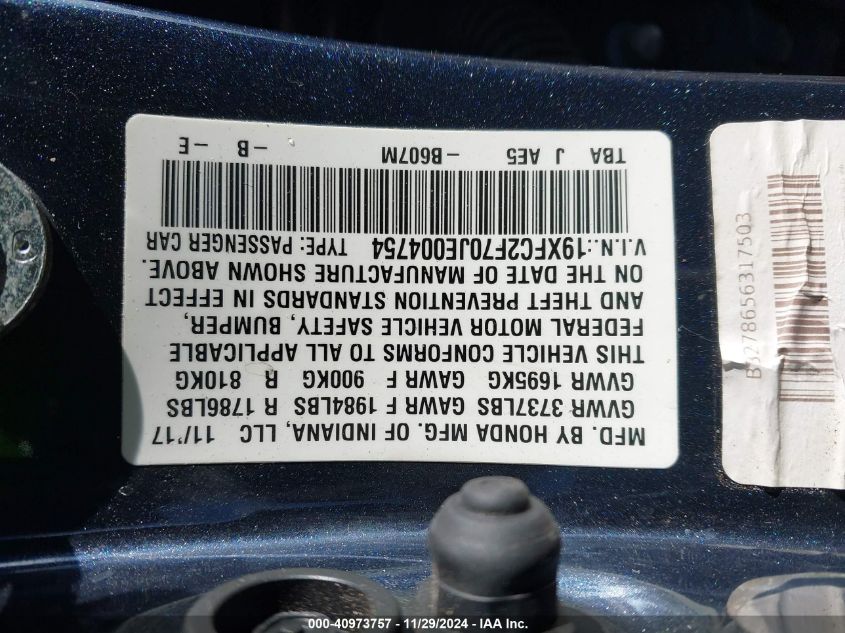 MFD. BY HONDA MFG. OF INDIANA, LLC 11/'17
GVWR 3737LBS GAWR F 1984LBS R 1786LBS
GVWR 1695KG GAWR F 900KG R 810KG
THIS VEHICLE CONFORMS TO ALL APPLICABLE
FEDERAL MOTOR VEHICLE SAFETY, BUMPER,
AND THEFT PREVENTION STANDARDS IN EFFECT
ON THE DATE OF MANUFACTURE SHOWN ABOVE.
V.I.N.:19XFC2F70JE004754 TYPE: PASSENGER CAR
TBA J AE5 -B607M -B -E
B3278656317503
000-40973757 - 11/29/2024 - IAA Inc.